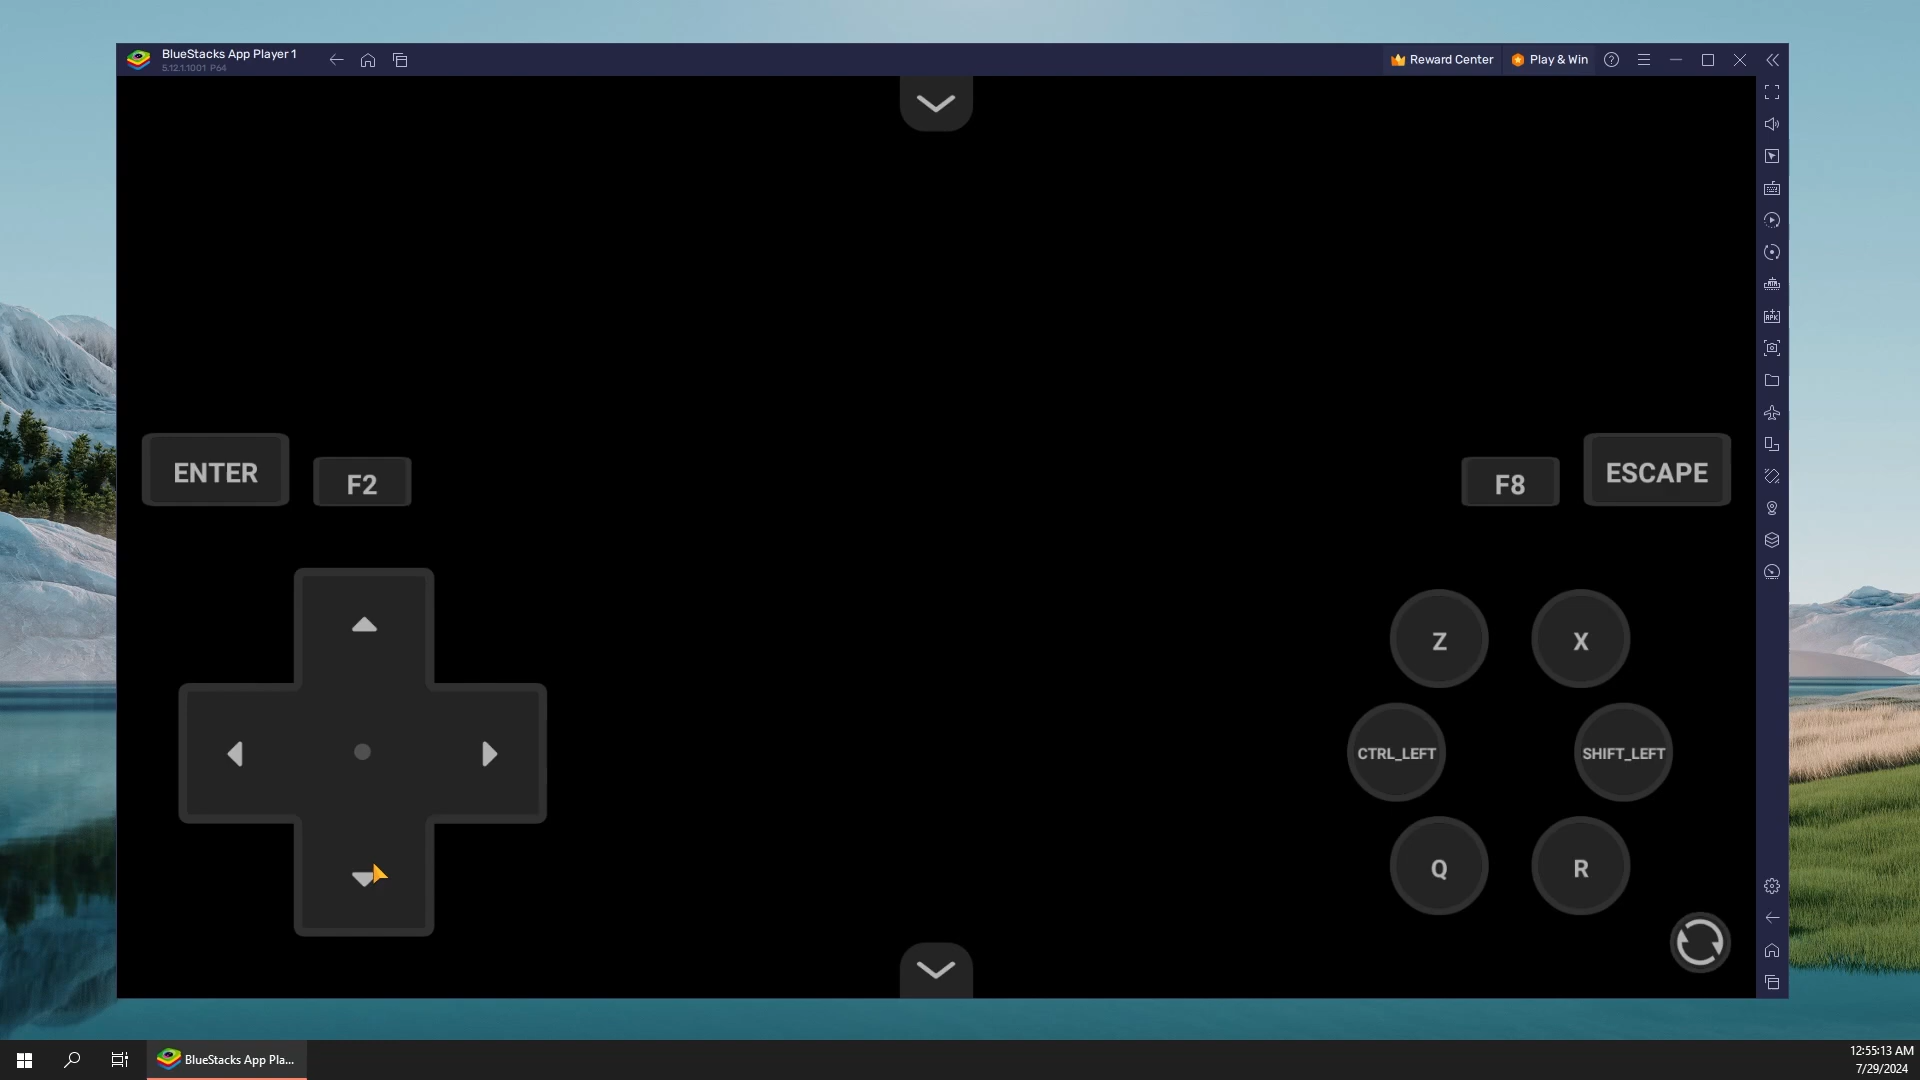 BlueStacks App Player 1
5.12.1.1001 P64
Reward Center
Play & Win
ENTER
F2
F8
ESCAPE
Z
X
CTRL_LEFT
SHIFT_LEFT
Q
R
BlueStacks App Pla...
12:55:13 AM
7/29/2024